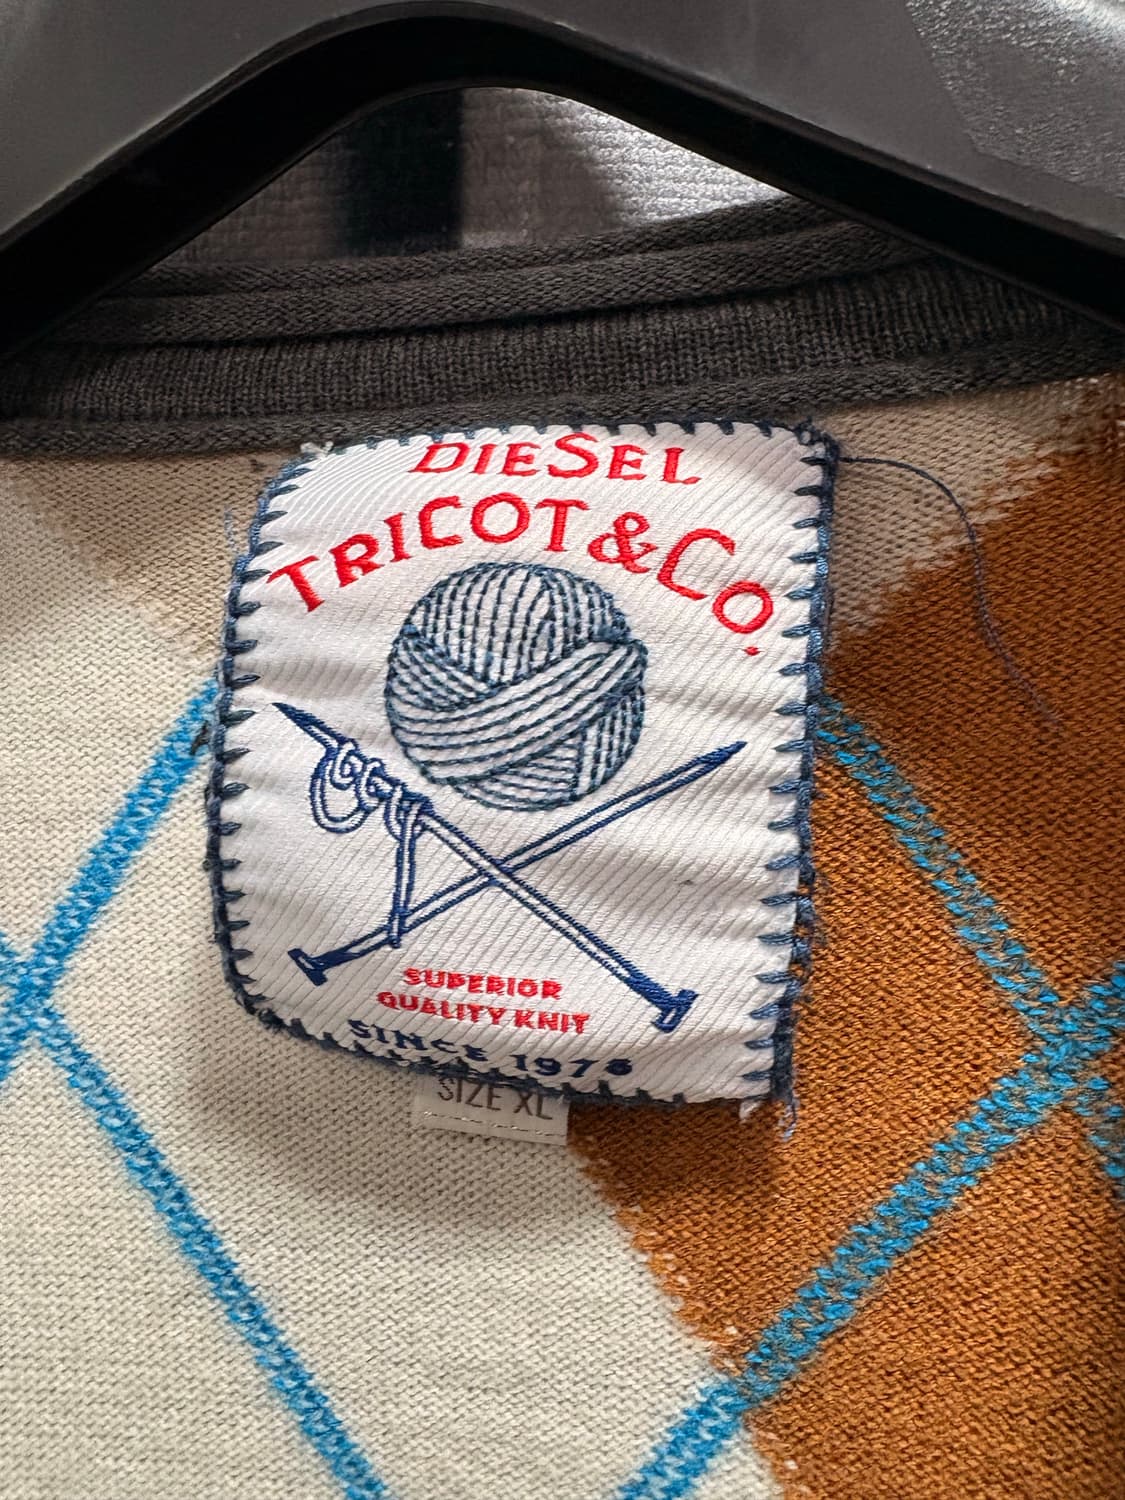 DIESEL
TRICOT & CO.
SUPERIOR
QUALITY KNIT
SINCE 1978
SIZE XL